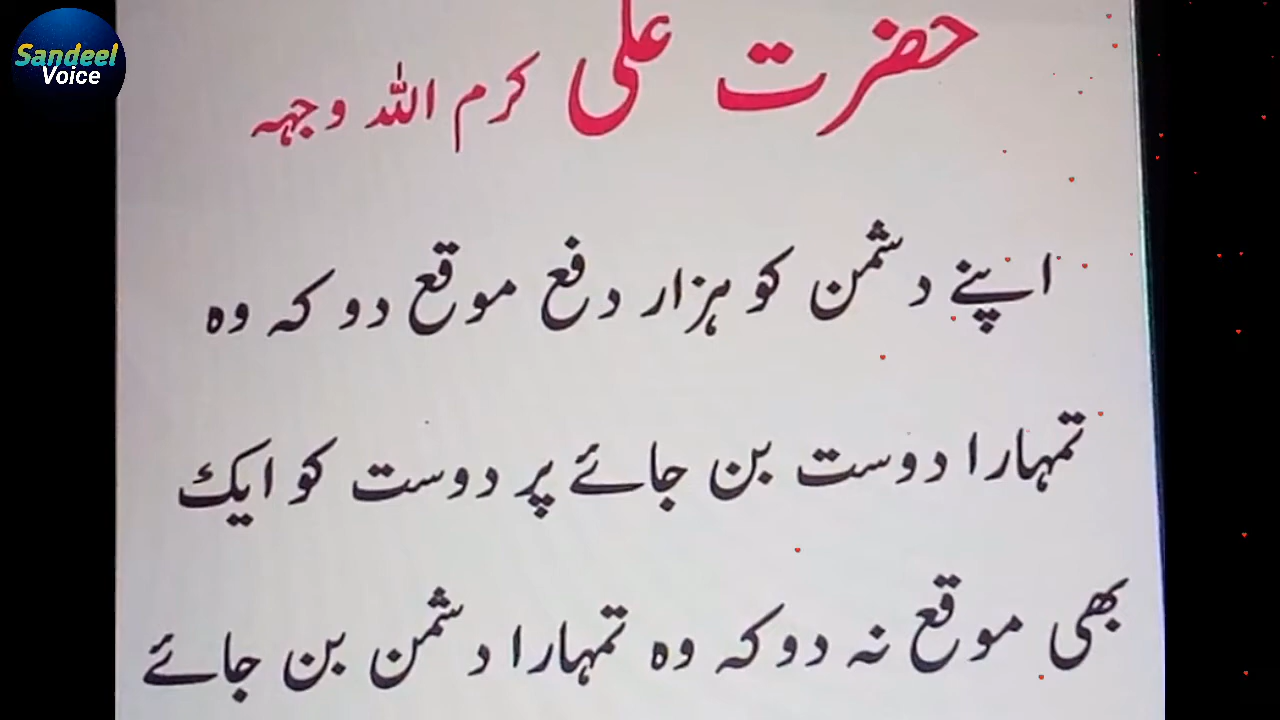 Sandeel
Voice
حضرت علی کرم اللہ وجہہ
اپنے دشمن کو ہزار دفع موقع دو کہ وہ
تمہارا دوست بن جائے پر دوست کو ایک
بھی موقع نہ دو کہ وہ تمہارا دشمن بن جائے